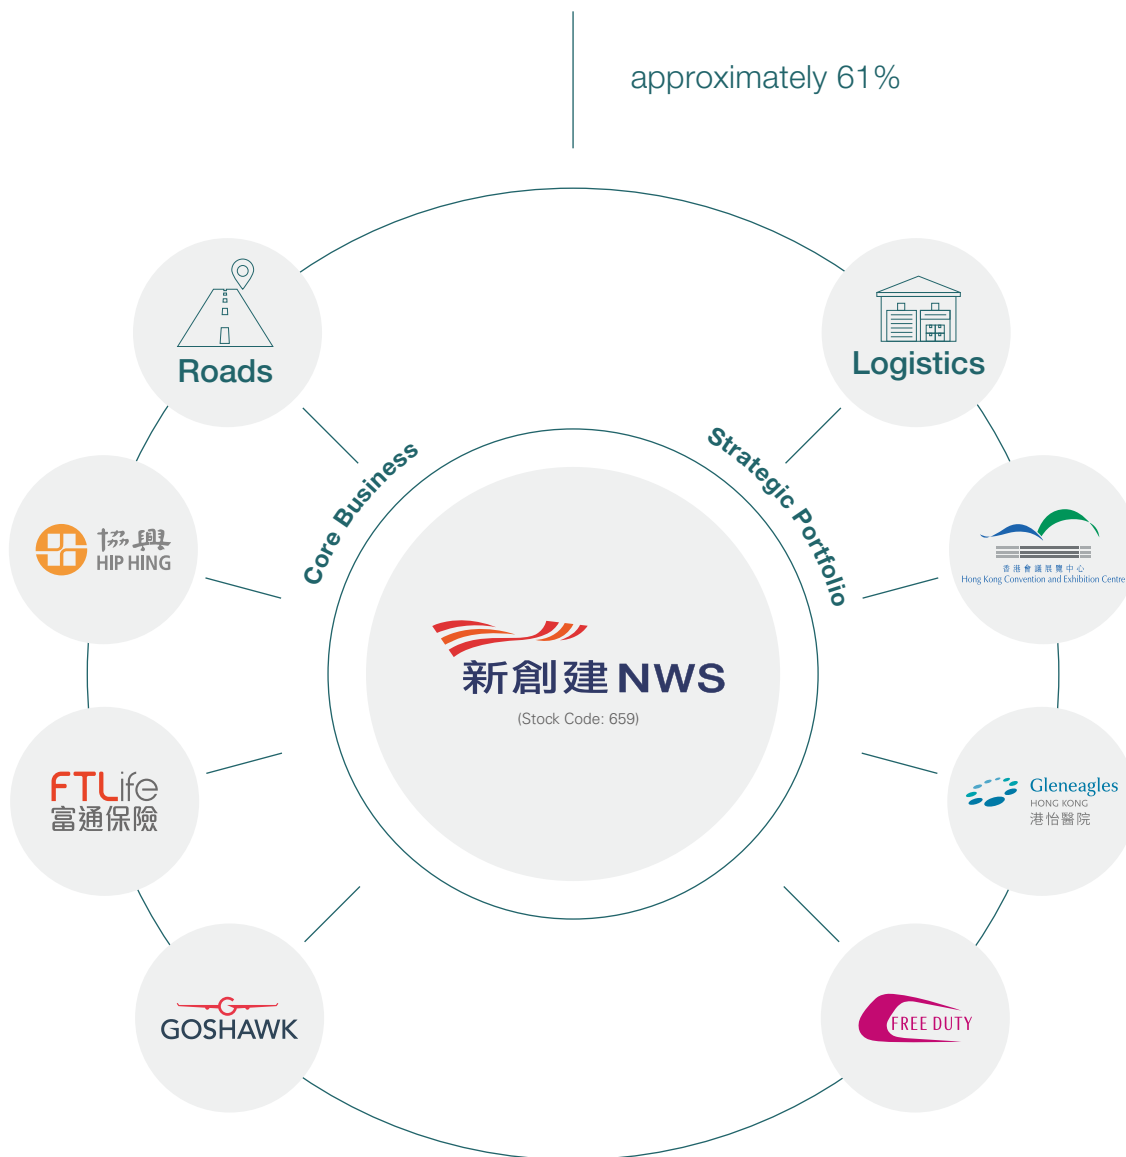 approximately 61%
Roads
Logistics
Core Business
Strategic Portfolio
協興
HIP HING
香港會議展覽中心
Hong Kong Convention and Exhibition Centre
新創建 NWS
(Stock Code: 659)
FTLife
富通保險
Gleneagles
HONG KONG
港怡醫院
GOSHAWK
FREE DUTY